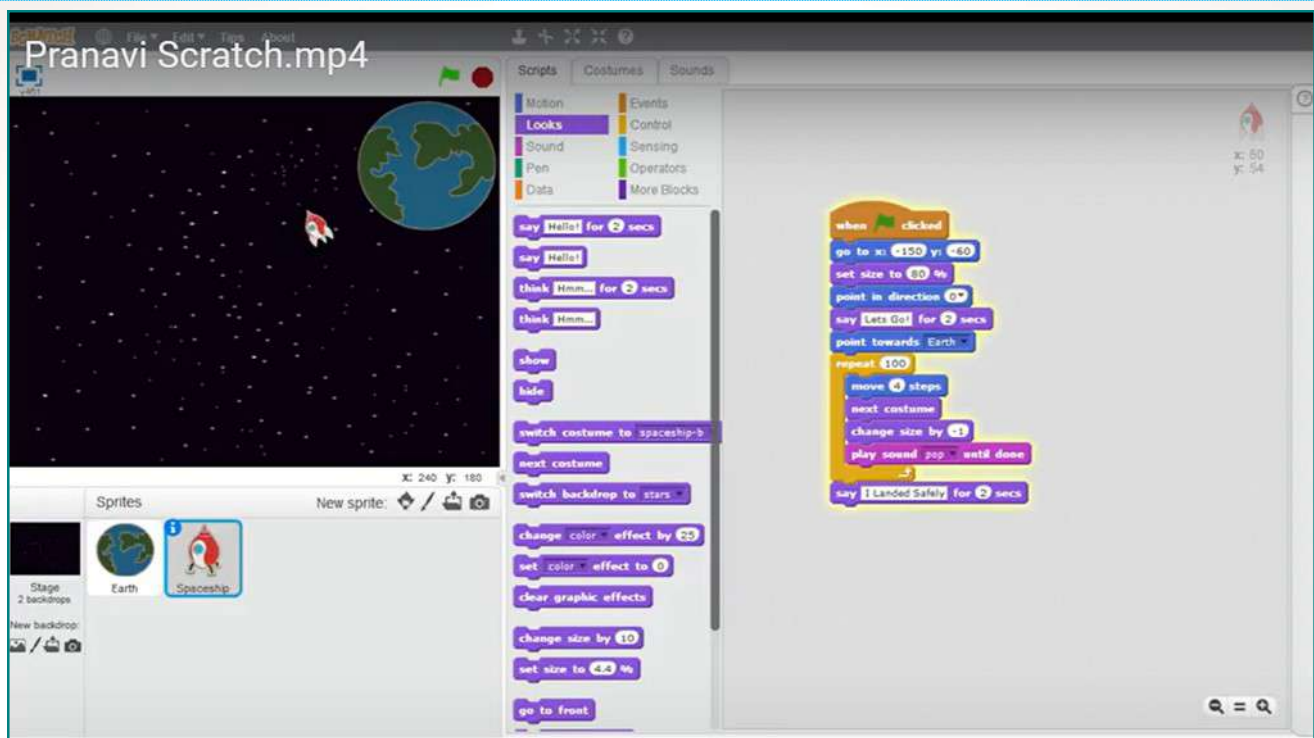 SCRATCH File Edit Tips About
Pranavi Scratch.mp4
v461
Scripts Costumes Sounds
Motion Events
Looks Control
Sound Sensing
Pen Operators
Data More Blocks
say Hello! for 2 secs
say Hello!
think Hmm... for 2 secs
think Hmm...
show
hide
switch costume to spaceship-b
next costume
switch backdrop to stars
change color effect by 25
set color effect to 0
clear graphic effects
change size by 10
set size to 4.4 %
go to front
x: 60
y: 54
when clicked
go to x: -150 y: -60
set size to 80 %
point in direction 0
say Lets Go! for 2 secs
point towards Earth
repeat 100
move 4 steps
next costume
change size by -1
play sound pop until done
say I Landed Safely for 2 secs
x: 240 y: 180
Sprites New sprite:
Earth
Spaceship
Stage
2 backdrops
New backdrop: